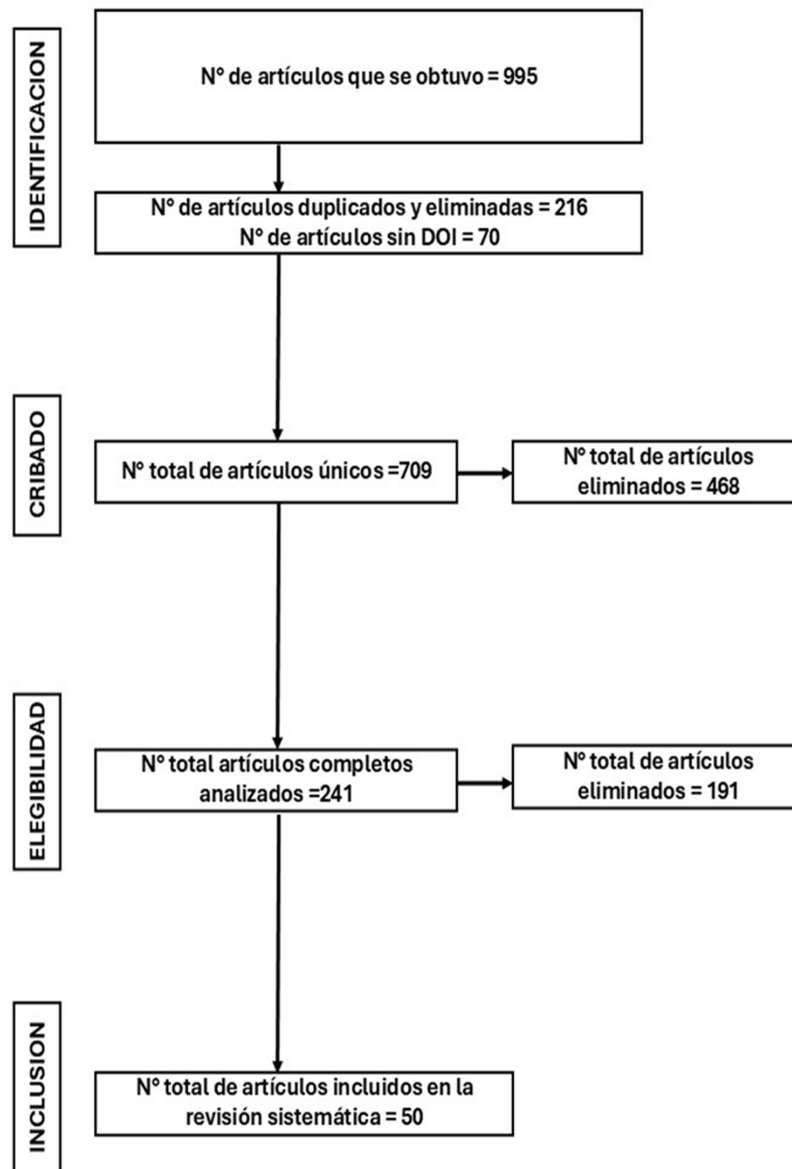 IDENTIFICACION
N° de artículos que se obtuvo = 995
N° de artículos duplicados y eliminadas = 216
N° de artículos sin DOI = 70
CRIBADO
N° total de artículos únicos =709
N° total de artículos
eliminados = 468
ELEGIBILIDAD
N° total artículos completos
analizados =241
N° total de artículos
eliminados = 191
INCLUSION
N° total de artículos incluidos en la
revisión sistemática = 50